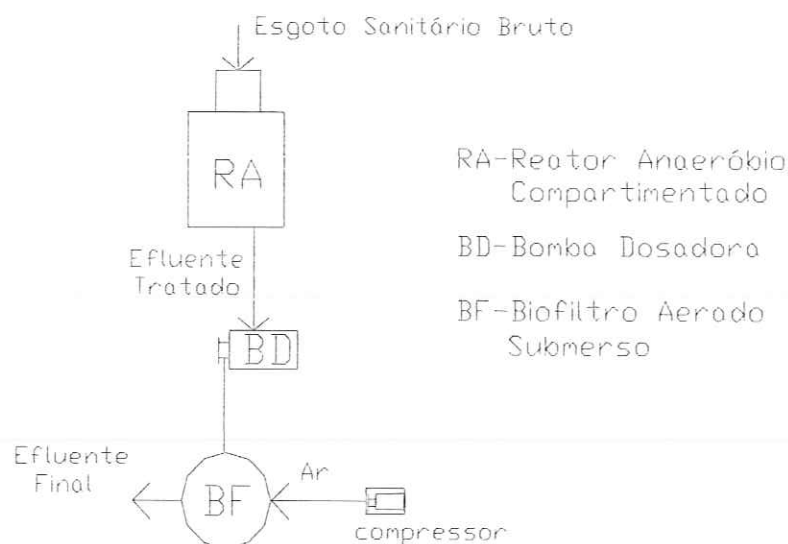 Esgoto Sanitário Bruto
RA
RA-Reator Anaeróbio
Compartimentado
Efluente
Tratado
BD-Bomba Dosadora
BF-Biofiltro Aerado
Submerso
BD
Efluente
Final
BF
Ar
compressor